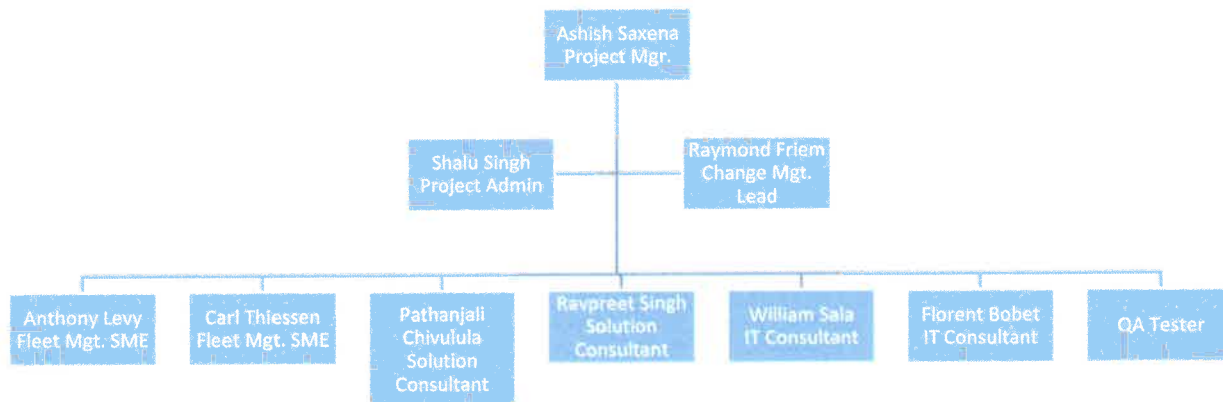 Ashish Saxena
Project Mgr.
Shalu Singh
Project Admin
Raymond Friem
Change Mgt.
Lead
Anthony Levy
Fleet Mgt. SME
Carl Thiessen
Fleet Mgt. SME
Pathanjali
Chivulula
Solution
Consultant
Ravpreet Singh
Solution
Consultant
William Sala
IT Consultant
Florent Bobet
IT Consultant
QA Tester